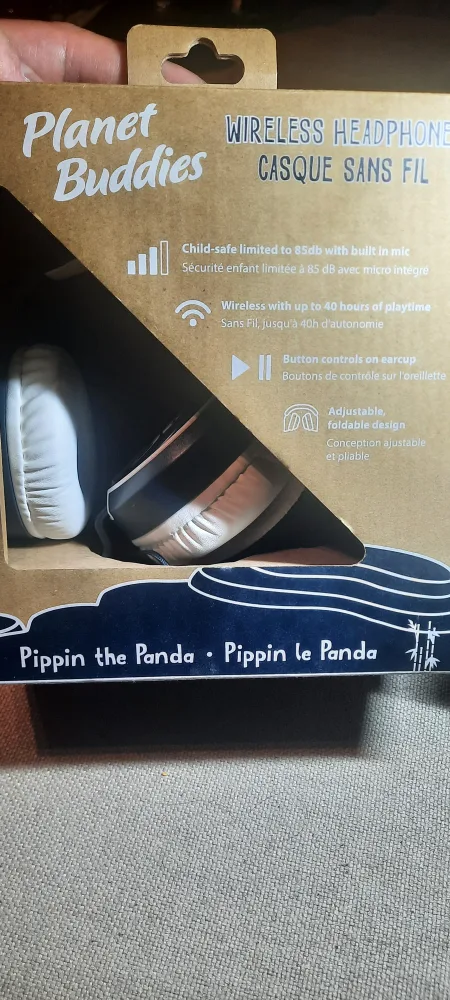 Planet
Buddies
WIRELESS HEADPHONE
CASQUE SANS FIL
Child-safe limited to 85db with built in mic
Sécurité enfant limitée à 85 dB avec micro intégré
Wireless with up to 40 hours of playtime
Sans Fil, jusqu'à 40h d'autonomie
Button controls on earcup
Boutons de contrôle sur l'oreillette
Adjustable,
foldable design
Conception ajustable
et pliable
Pippin the Panda • Pippin le Panda